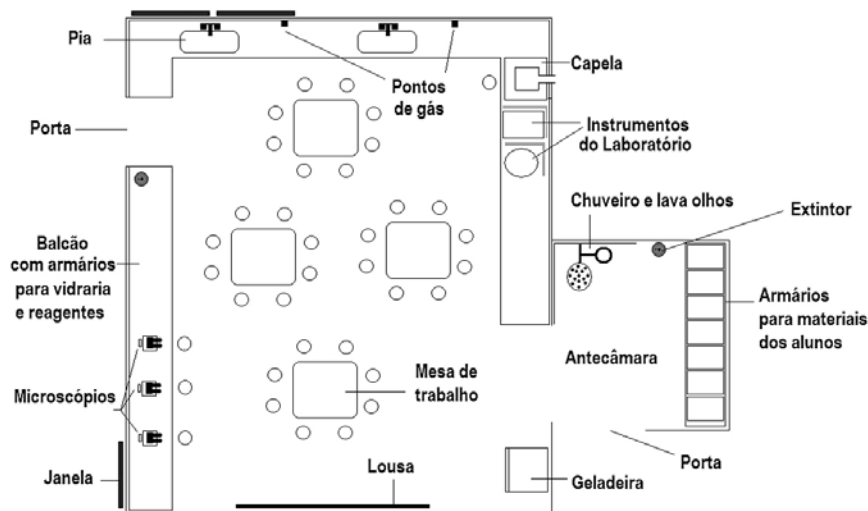 Pia
Capela
Pontos
de gás
Porta
Instrumentos
do Laboratório
Chuveiro e lava olhos
Extintor
Balcão
com armários
para vidraria
e reagentes
Armários
para materiais
dos alunos
Antecâmara
Microscópios
Mesa de
trabalho
Porta
Janela
Lousa
Geladeira